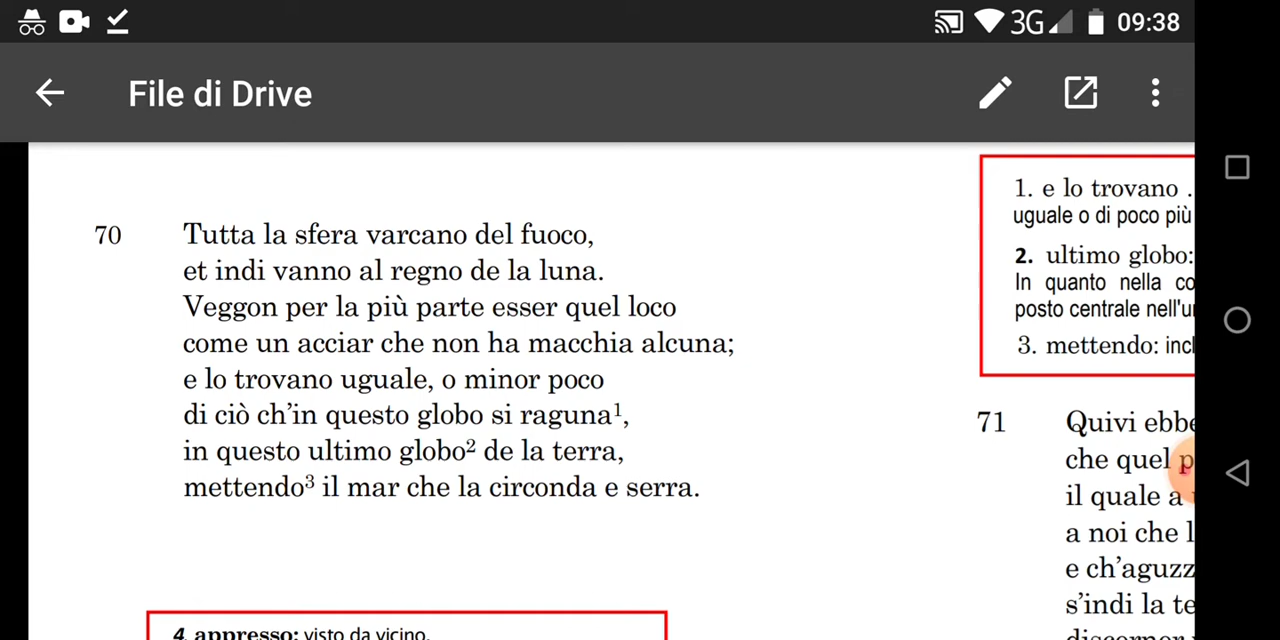 3G 09:38
File di Drive
70 Tutta la sfera varcano del fuoco,
et indi vanno al regno de la luna.
Veggon per la più parte esser quel loco
come un acciar che non ha macchia alcuna;
e lo trovano uguale, o minor poco
di ciò ch'in questo globo si raguna¹,
in questo ultimo globo² de la terra,
mettendo³ il mar che la circonda e serra.
4. appresso: visto da vicino.
1. e lo trovano .
uguale o di poco più
2. ultimo globo:
In quanto nella co
posto centrale nell'u
3. mettendo: incl
71 Quivi ebbe
che quel p
il quale a
a noi che l
e ch'aguzz
s'indi la te
discerner